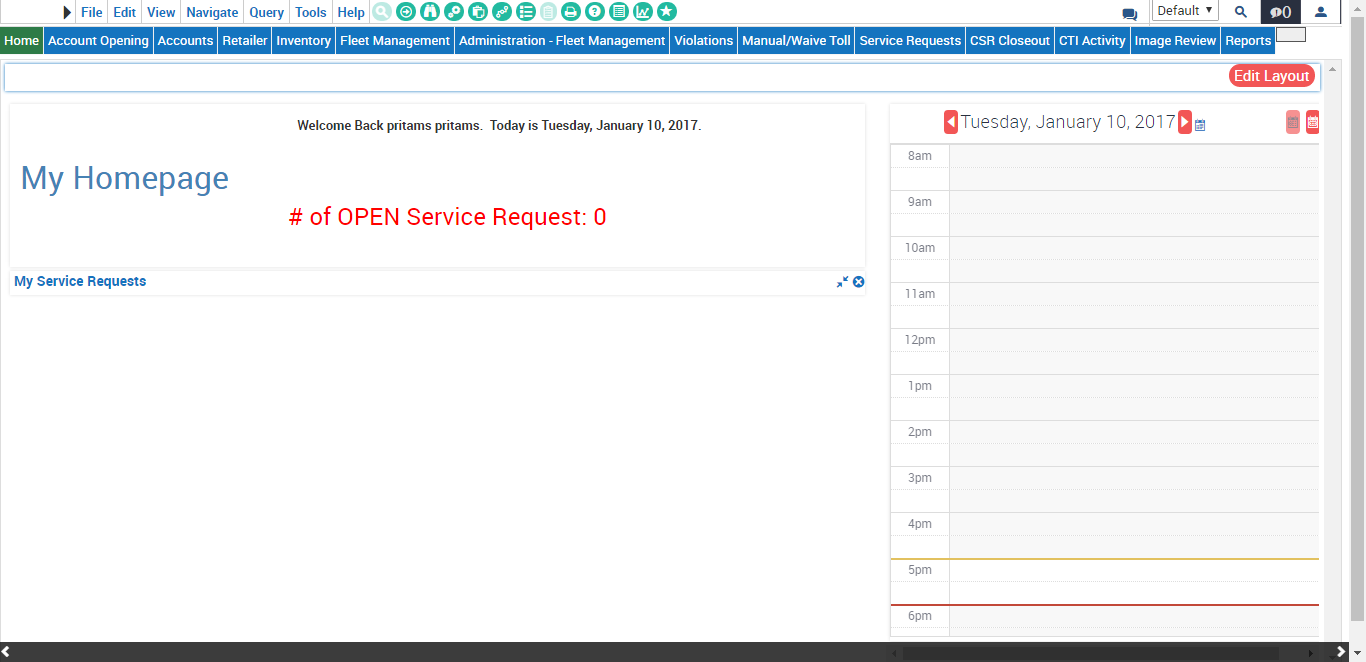 File Edit View Navigate Query Tools Help Default 0
Home Account Opening Accounts Retailer Inventory Fleet Management Administration - Fleet Management Violations Manual/Waive Toll Service Requests CSR Closeout CTI Activity Image Review Reports
Edit Layout
Welcome Back pritams pritams. Today is Tuesday, January 10, 2017.
My Homepage
# of OPEN Service Request: 0
My Service Requests
Tuesday, January 10, 2017
8am
9am
10am
11am
12pm
1pm
2pm
3pm
4pm
5pm
6pm